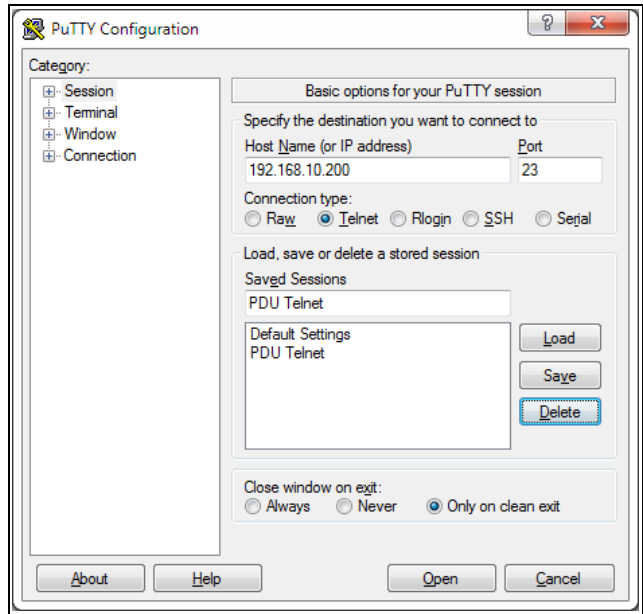 PuTTY Configuration
Category:
Session
Terminal
Window
Connection
Basic options for your PuTTY session
Specify the destination you want to connect to
Host Name (or IP address) Port
192.168.10.200 23
Connection type:
Raw Telnet Rlogin SSH Serial
Load, save or delete a stored session
Saved Sessions
PDU Telnet
Default Settings
PDU Telnet
Load
Save
Delete
Close window on exit:
Always Never Only on clean exit
About Help Open Cancel